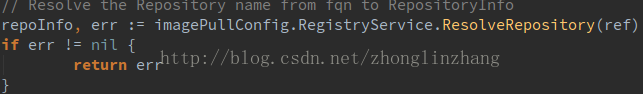 // Resolve the Repository name from fqn to RepositoryInfo
repoInfo, err := imagePullConfig.RegistryService.ResolveRepository(ref)
if err != nil {
        return err
http://blog.csdn.net/zhonglinzhang
}